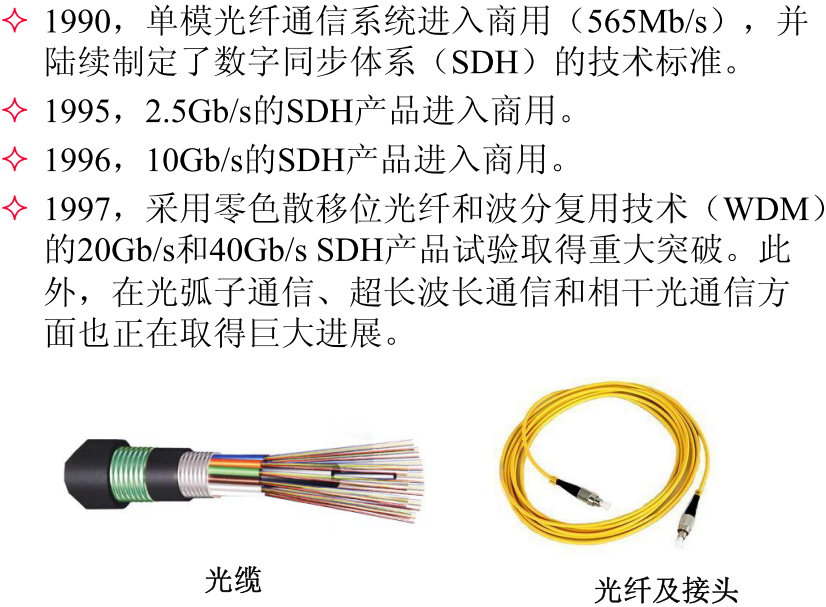 ✧ 1990，单模光纤通信系统进入商用（565Mb/s），并
陆续制定了数字同步体系（SDH）的技术标准。
✧ 1995，2.5Gb/s的SDH产品进入商用。
✧ 1996，10Gb/s的SDH产品进入商用。
✧ 1997，采用零色散移位光纤和波分复用技术（WDM）
的20Gb/s和40Gb/s SDH产品试验取得重大突破。此
外，在光弧子通信、超长波长通信和相干光通信方
面也正在取得巨大进展。
光缆
光纤及接头